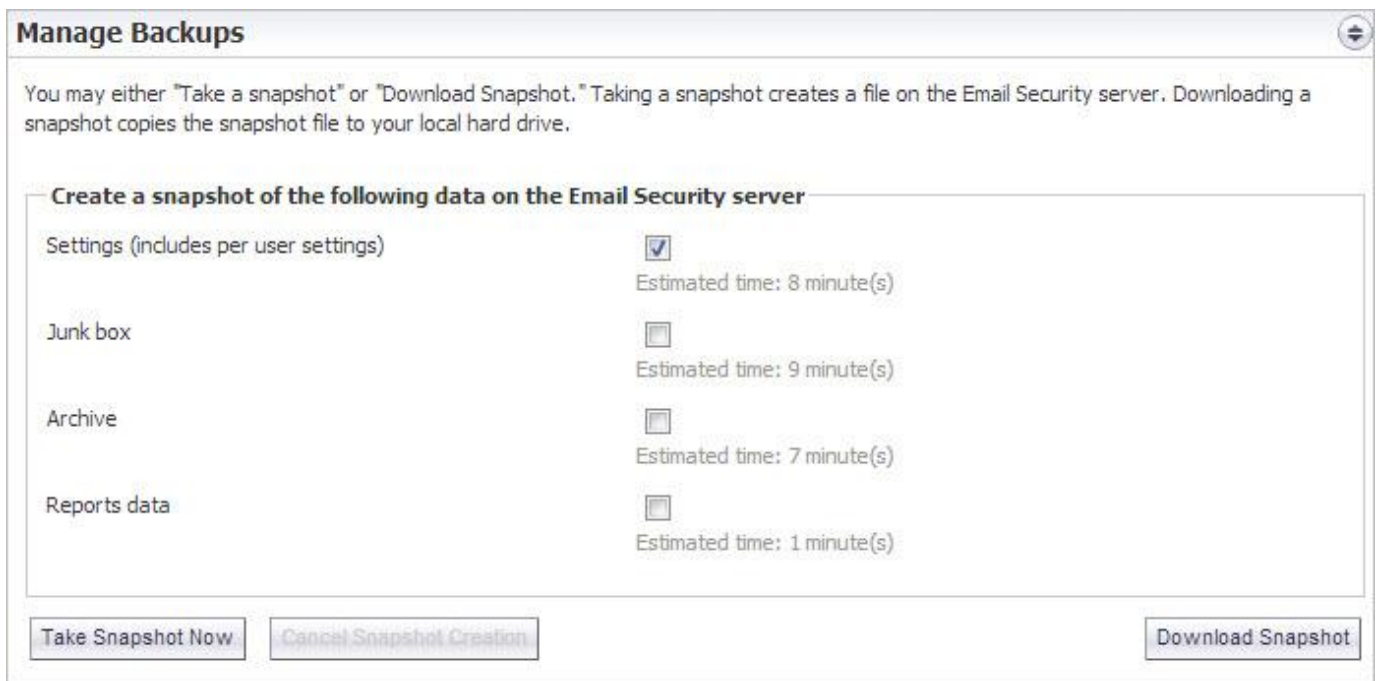 Manage Backups
You may either "Take a snapshot" or "Download Snapshot." Taking a snapshot creates a file on the Email Security server. Downloading a
snapshot copies the snapshot file to your local hard drive.
Create a snapshot of the following data on the Email Security server
Settings (includes per user settings)
Estimated time: 8 minute(s)
Junk box
Estimated time: 9 minute(s)
Archive
Estimated time: 7 minute(s)
Reports data
Estimated time: 1 minute(s)
Take Snapshot Now Cancel Snapshot Creation Download Snapshot